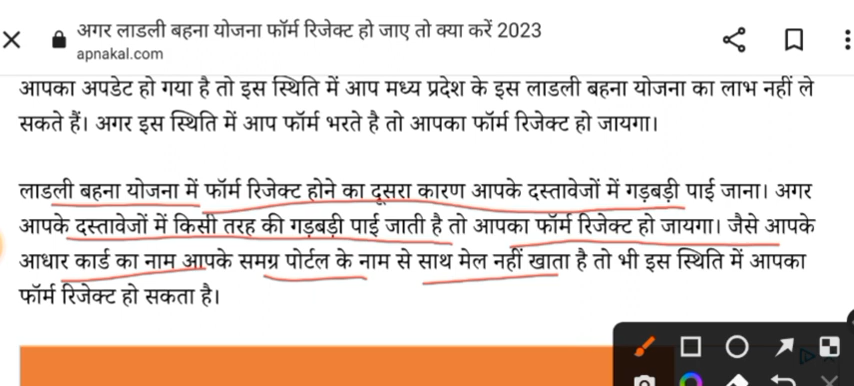 अगर लाडली बहना योजना फॉर्म रिजेक्ट हो जाए तो क्या करें 2023
apnakal.com
आपका अपडेट हो गया है तो इस स्थिति में आप मध्य प्रदेश के इस लाडली बहना योजना का लाभ नहीं ले
सकते हैं। अगर इस स्थिति में आप फॉर्म भरते है तो आपका फॉर्म रिजेक्ट हो जायगा।
लाडली बहना योजना में फॉर्म रिजेक्ट होने का दूसरा कारण आपके दस्तावेजों में गड़बड़ी पाई जाना। अगर
आपके दस्तावेजों में किसी तरह की गड़बड़ी पाई जाती है तो आपका फॉर्म रिजेक्ट हो जायगा। जैसे आपके
आधार कार्ड का नाम आपके समग्र पोर्टल के नाम से साथ मेल नहीं खाता है तो भी इस स्थिति में आपका
फॉर्म रिजेक्ट हो सकता है।